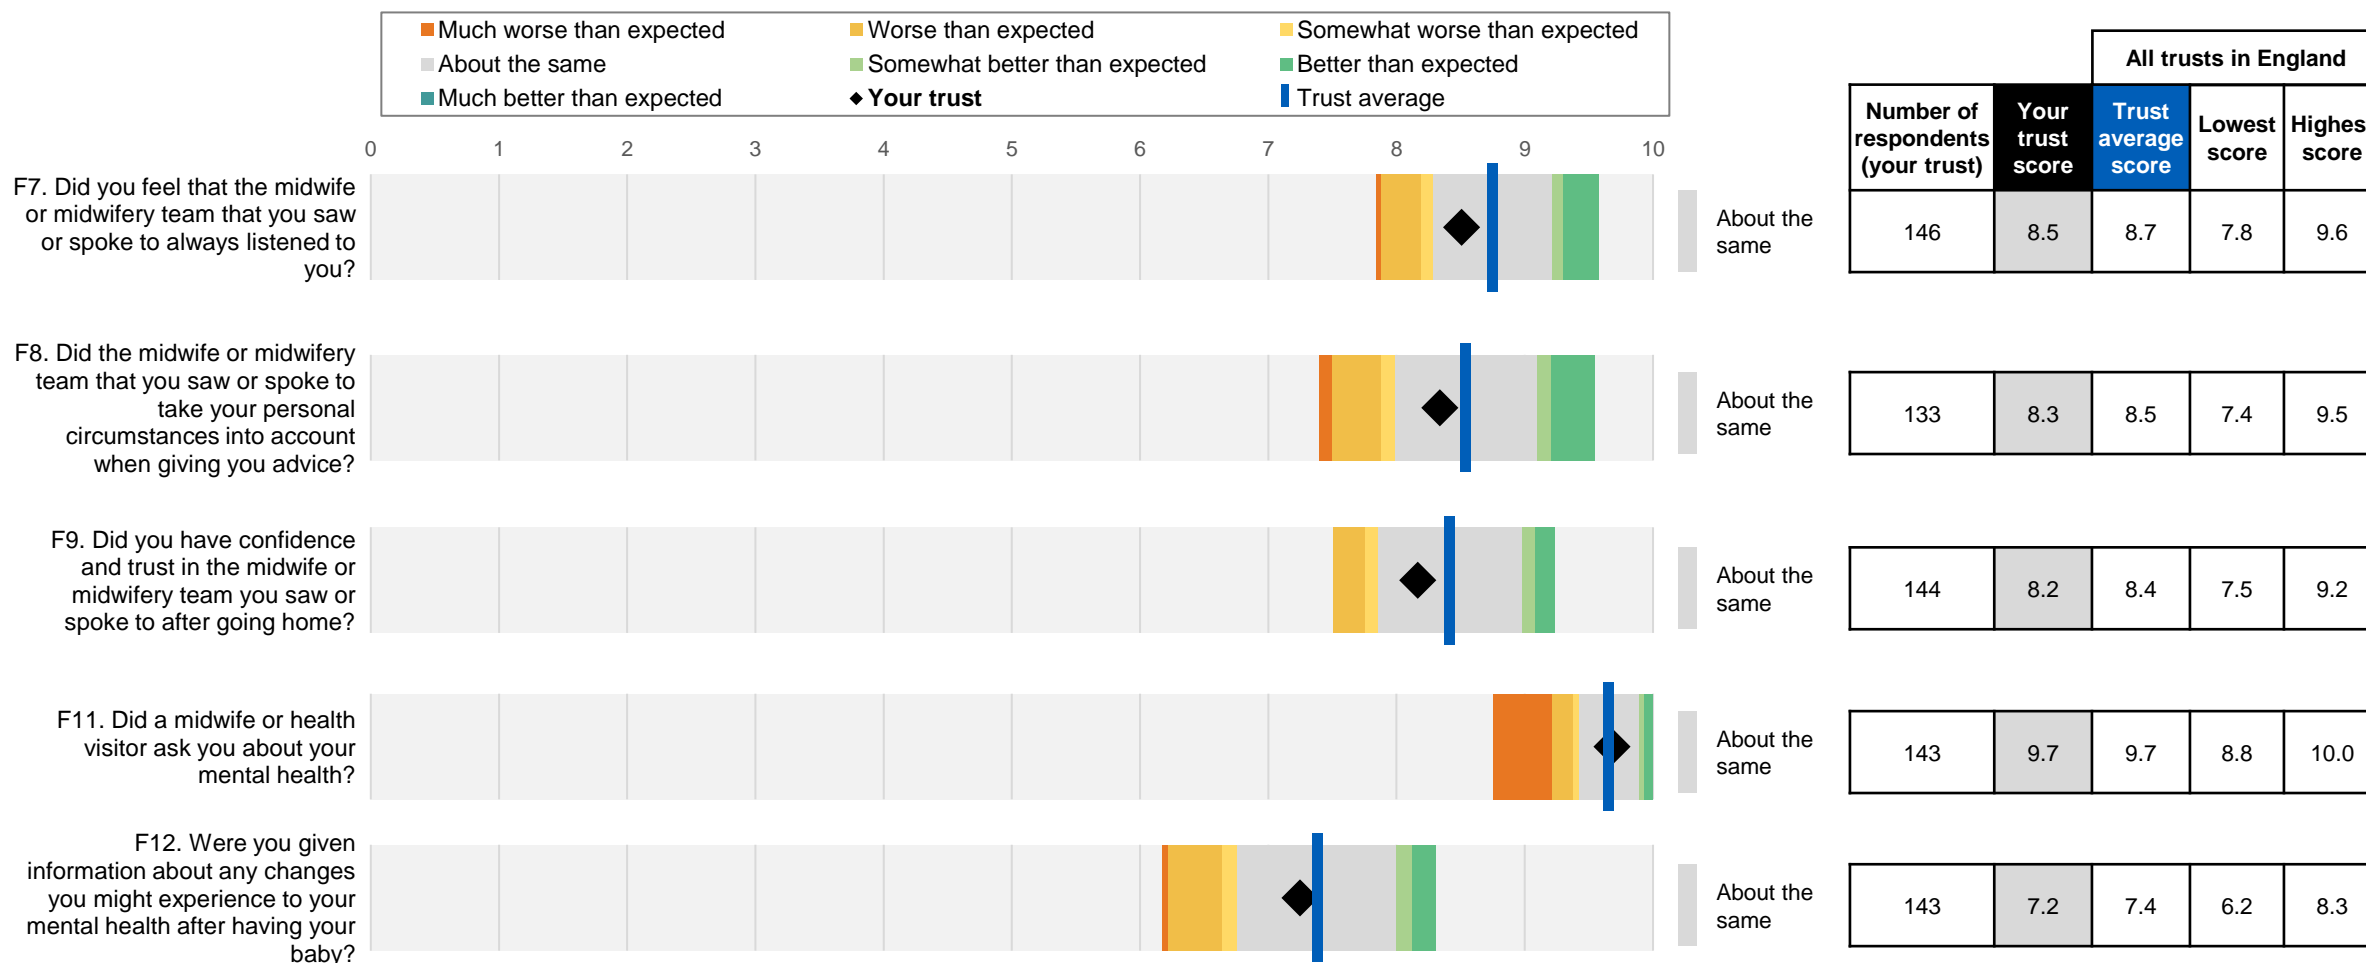 Much worse than expected
Worse than expected
Somewhat worse than expected
About the same
Somewhat better than expected
Better than expected
Much better than expected
Your trust
Trust average
All trusts in England
Number of
respondents
(your trust)
Your
trust
score
Trust
average
score
Lowest
score
Highes
score
0 1 2 3 4 5 6 7 8 9 10
F7. Did you feel that the midwife
or midwifery team that you saw
or spoke to always listened to
you?
About the
same
146 8.5 8.7 7.8 9.6
F8. Did the midwife or midwifery
team that you saw or spoke to
take your personal
circumstances into account
when giving you advice?
About the
same
133 8.3 8.5 7.4 9.5
F9. Did you have confidence
and trust in the midwife or
midwifery team you saw or
spoke to after going home?
About the
same
144 8.2 8.4 7.5 9.2
F11. Did a midwife or health
visitor ask you about your
mental health?
About the
same
143 9.7 9.7 8.8 10.0
F12. Were you given
information about any changes
you might experience to your
mental health after having your
baby?
About the
same
143 7.2 7.4 6.2 8.3